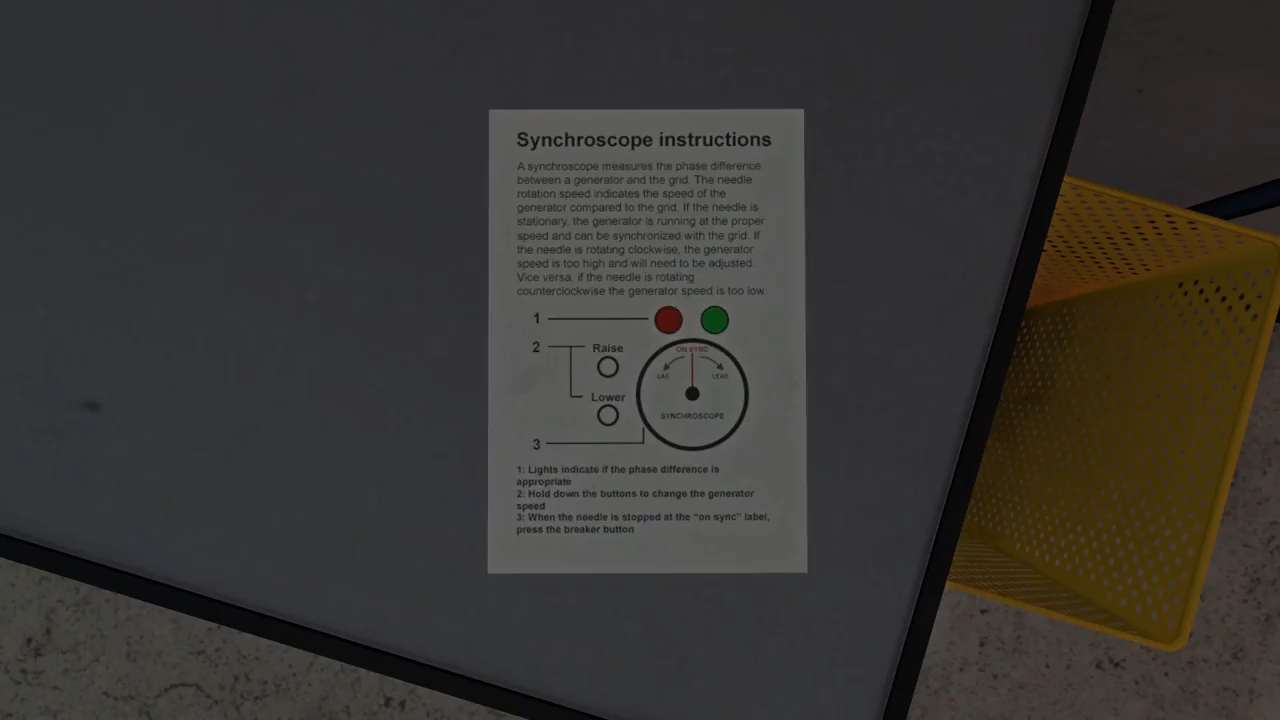 Synchroscope instructions
A synchroscope measures the phase difference
between a generator and the grid. The needle
rotation speed indicates the speed of the
generator compared to the grid. If the needle is
stationary, the generator is running at the proper
speed and can be synchronized with the grid. If
the needle is rotating clockwise, the generator
speed is too high and will need to be adjusted.
Vice versa, if the needle is rotating
counterclockwise the generator speed is too low
1
2
Raise
ON SYNC
LAG
LEAD
Lower
SYNCHROSCOPE
3
1: Lights indicate if the phase difference is
appropriate
2: Hold down the buttons to change the generator
speed
3: When the needle is stopped at the “on sync” label,
press the breaker button